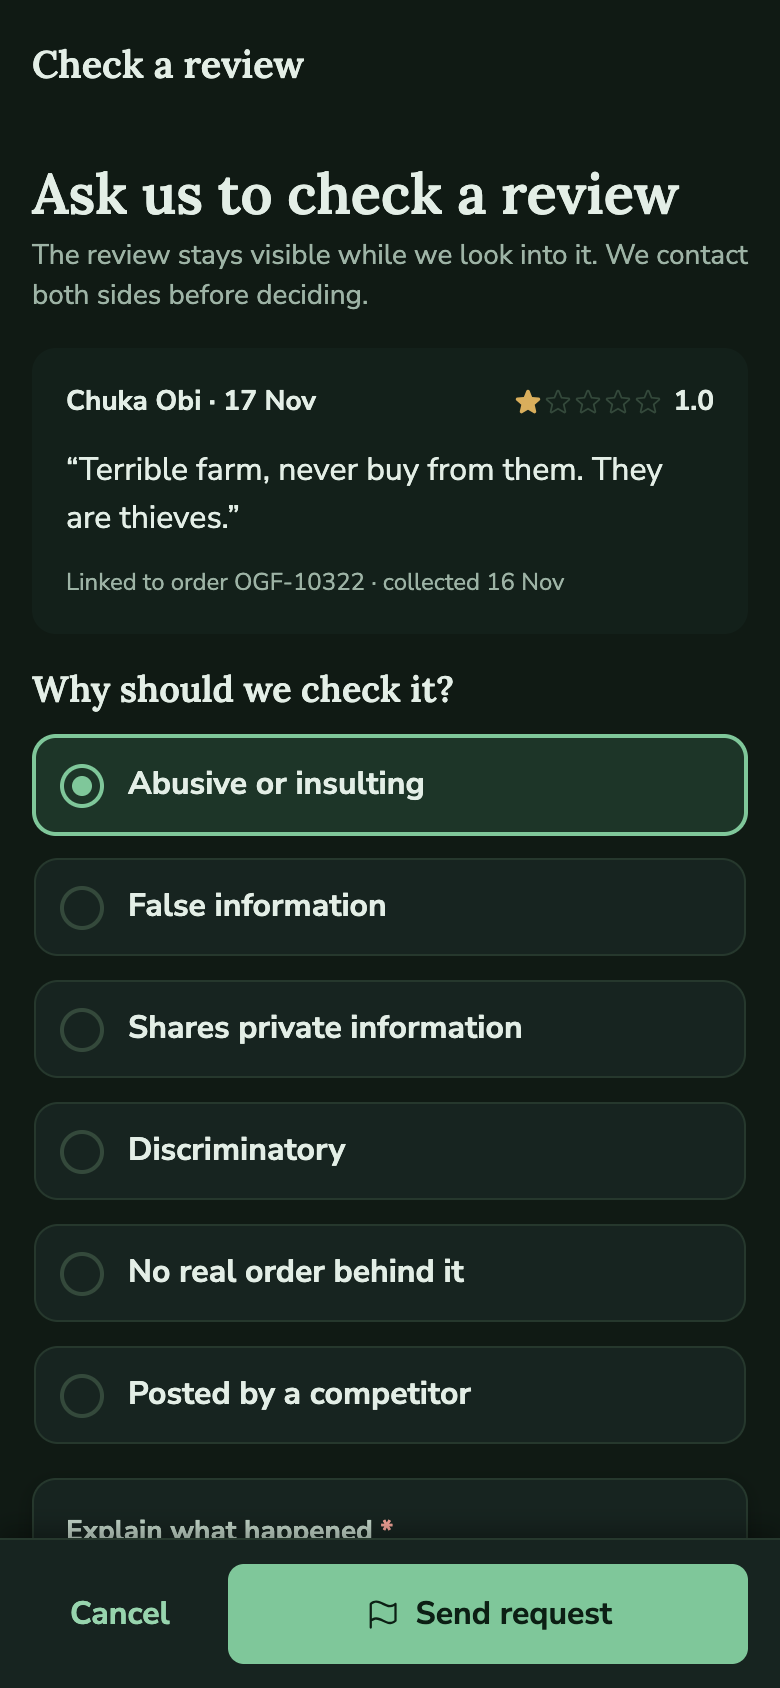 Check a review
Ask us to check a review
The review stays visible while we look into it. We contact
both sides before deciding.
Chuka Obi · 17 Nov
1.0
“Terrible farm, never buy from them. They
are thieves.”
Linked to order OGF-10322 · collected 16 Nov
Why should we check it?
Abusive or insulting
False information
Shares private information
Discriminatory
No real order behind it
Posted by a competitor
Explain what happened *
Cancel
Send request